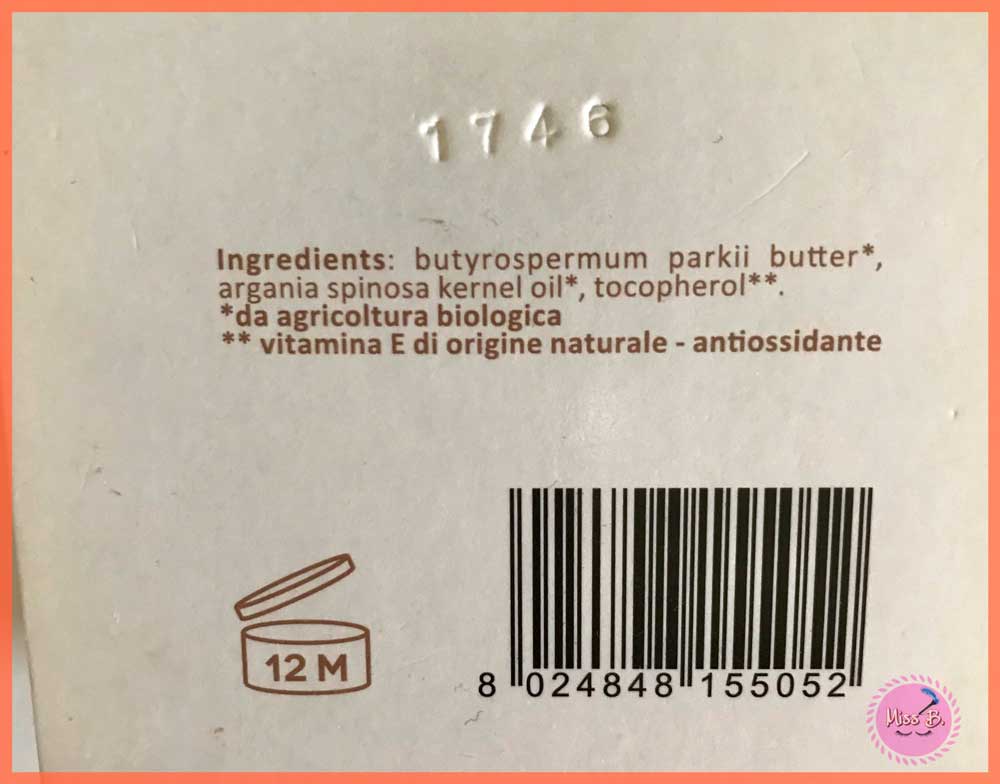 1746
Ingredients: butyrospermum parkii butter*,
argania spinosa kernel oil*, tocopherol**.
*da agricoltura biologica
** vitamina E di origine naturale - antiossidante
12 M
8 024848 155052
Miss B.